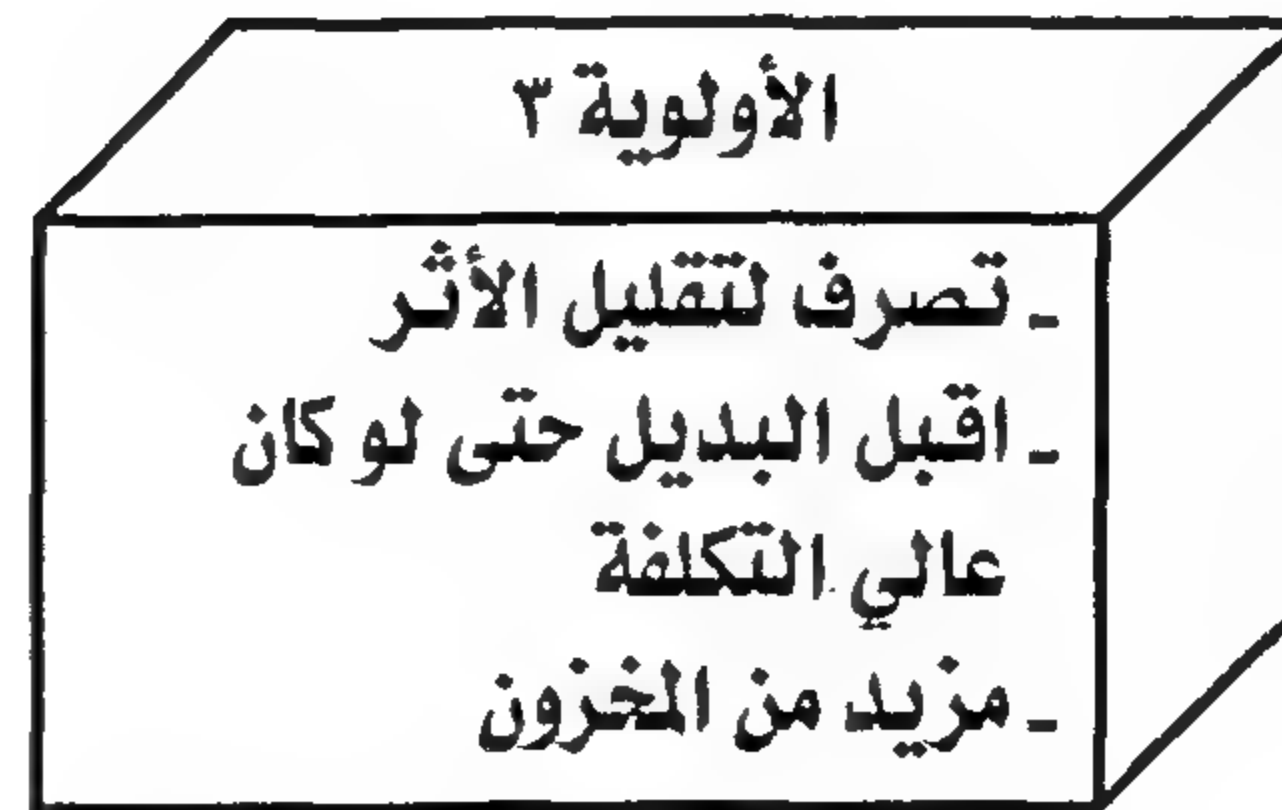 الأولوية ٣
ـ تصرف لتقليل الأثر
ـ اقبل البديل حتى لو كان
عالي التكلفة
ـ مزيد من المخزون